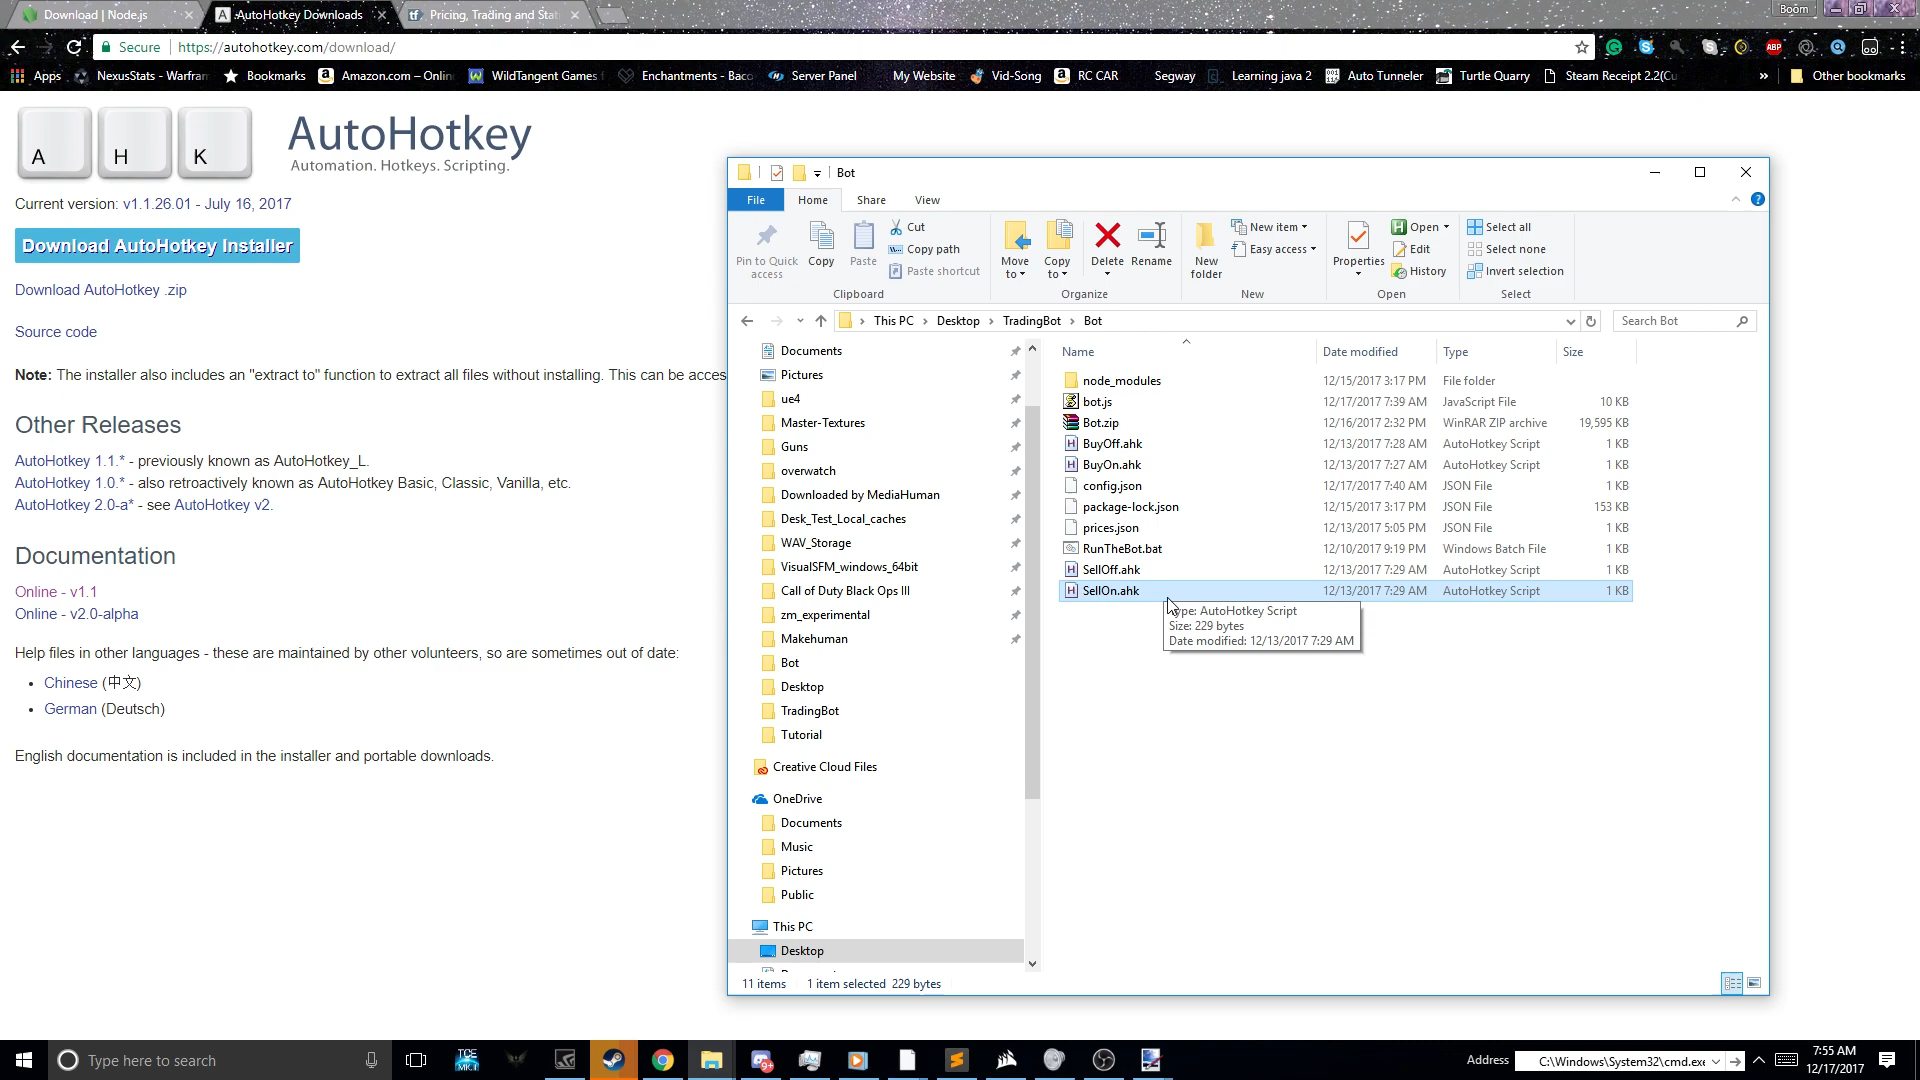 Download | Node.js
AutoHotkey Downloads
Pricing, Trading and Stat
Boom
Secure
https://autohotkey.com/download/
ABP
Apps
NexusStats - Warfram
Bookmarks
Amazon.com – Onlin
WildTangent Games
Enchantments - Baco
Server Panel
My Website
Vid-Song
RC CAR
Segway
Learning java 2
Auto Tunneler
Turtle Quarry
Steam Receipt 2.2(Cu
»
Other bookmarks
A H K
AutoHotkey
Automation. Hotkeys. Scripting.
Current version: v1.1.26.01 - July 16, 2017
Download AutoHotkey Installer
Download AutoHotkey .zip
Source code
Note: The installer also includes an "extract to" function to extract all files without installing. This can be acces
Other Releases
AutoHotkey 1.1.* - previously known as AutoHotkey_L.
AutoHotkey 1.0.* - also retroactively known as AutoHotkey Basic, Classic, Vanilla, etc.
AutoHotkey 2.0-a* - see AutoHotkey v2.
Documentation
Online - v1.1
Online - v2.0-alpha
Help files in other languages - these are maintained by other volunteers, so are sometimes out of date:
• Chinese (中文)
• German (Deutsch)
English documentation is included in the installer and portable downloads.
Bot
File Home Share View
Pin to Quick access
Copy
Paste
Cut
Copy path
Paste shortcut
Clipboard
Move to
Copy to
Delete
Rename
Organize
New folder
New item
Easy access
New
Properties
Open
Edit
History
Open
Select all
Select none
Invert selection
Select
This PC › Desktop › TradingBot › Bot
Search Bot
Documents
Pictures
ue4
Master-Textures
Guns
overwatch
Downloaded by MediaHuman
Desk_Test_Local_caches
WAV_Storage
VisualSFM_windows_64bit
Call of Duty Black Ops III
zm_experimental
Makehuman
Bot
Desktop
TradingBot
Tutorial
Creative Cloud Files
OneDrive
Documents
Music
Pictures
Public
This PC
Desktop
Name Date modified Type Size
node_modules 12/15/2017 3:17 PM File folder
bot.js 12/17/2017 7:39 AM JavaScript File 10 KB
Bot.zip 12/16/2017 2:32 PM WinRAR ZIP archive 19,595 KB
BuyOff.ahk 12/13/2017 7:28 AM AutoHotkey Script 1 KB
BuyOn.ahk 12/13/2017 7:27 AM AutoHotkey Script 1 KB
config.json 12/17/2017 7:40 AM JSON File 1 KB
package-lock.json 12/15/2017 3:17 PM JSON File 153 KB
prices.json 12/13/2017 5:05 PM JSON File 1 KB
RunTheBot.bat 12/10/2017 9:19 PM Windows Batch File 1 KB
SellOff.ahk 12/13/2017 7:29 AM AutoHotkey Script 1 KB
SellOn.ahk 12/13/2017 7:29 AM AutoHotkey Script 1 KB
ype: AutoHotkey Script
Size: 229 bytes
Date modified: 12/13/2017 7:29 AM
11 items 1 item selected 229 bytes
Type here to search
TCE MK.1
Address
C:\Windows\System32\cmd.exe
7:55 AM
12/17/2017